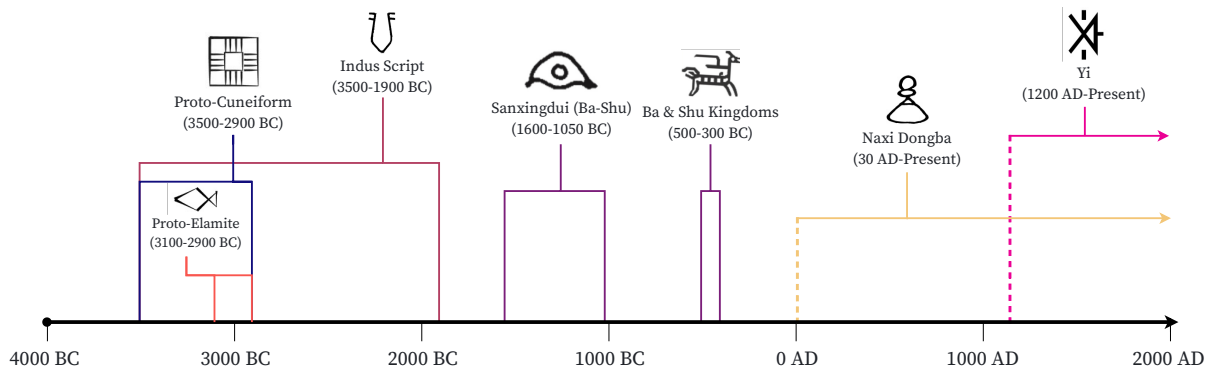 Indus Script
(3500-1900 BC)
Proto-Cuneiform
(3500-2900 BC)
Sanxingdui (Ba-Shu)
(1600-1050 BC)
Ba & Shu Kingdoms
(500-300 BC)
Yi
(1200 AD-Present)
Naxi Dongba
(30 AD-Present)
Proto-Elamite
(3100-2900 BC)
4000 BC
3000 BC
2000 BC
1000 BC
0 AD
1000 AD
2000 AD